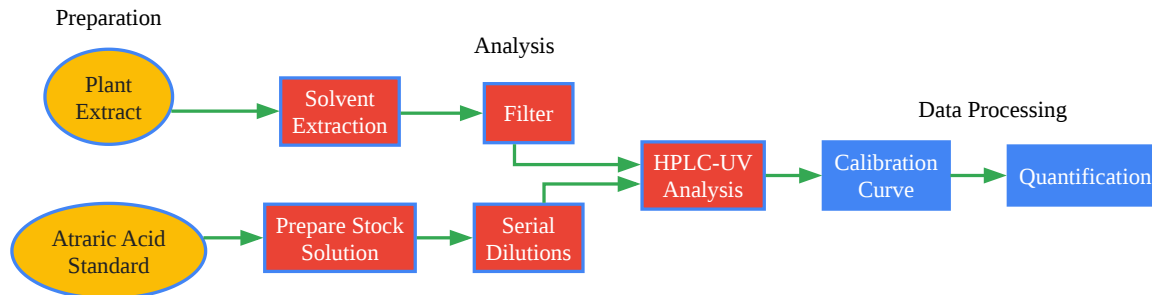 Preparation
Analysis
Data Processing
Plant
Extract
Solvent
Extraction
Filter
HPLC-UV
Analysis
Calibration
Curve
Quantification
Atraric Acid
Standard
Prepare Stock
Solution
Serial
Dilutions